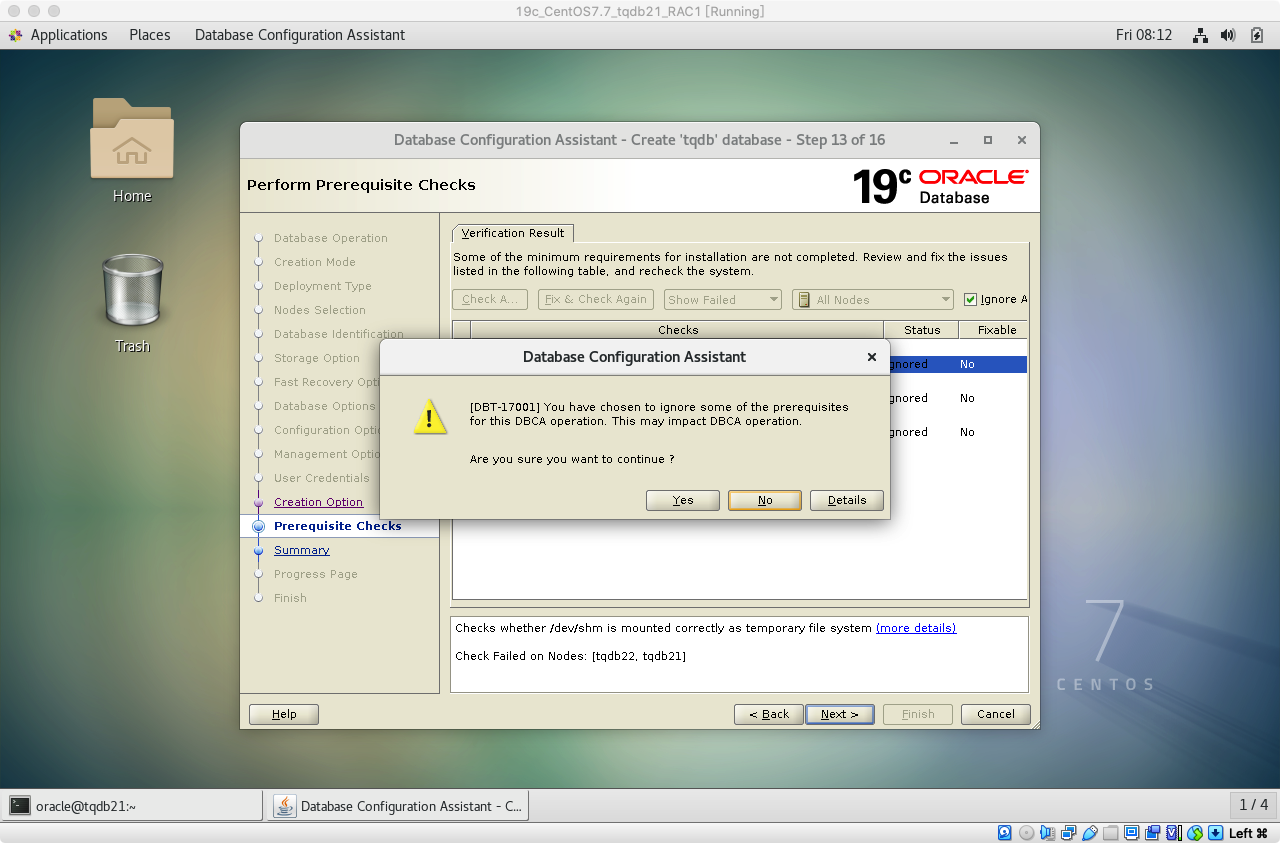 19c_CentOS7.7_tqdb21_RAC1 [Running]
Applications Places Database Configuration Assistant Fri 08:12
Home
Trash
Database Configuration Assistant - Create 'tqdb' database - Step 13 of 16
Perform Prerequisite Checks
19c ORACLE
Database
Database Operation
Creation Mode
Deployment Type
Nodes Selection
Database Identification
Storage Option
Fast Recovery Opti
Database Options
Configuration Optio
Management Optio
User Credentials
Creation Option
Prerequisite Checks
Summary
Progress Page
Finish
Verification Result
Some of the minimum requirements for installation are not completed. Review and fix the issues
listed in the following table, and recheck the system.
Check A... Fix & Check Again Show Failed All Nodes Ignore A
Checks Status Fixable
gnored No
gnored No
gnored No
Database Configuration Assistant
[DBT-17001] You have chosen to ignore some of the prerequisites
for this DBCA operation. This may impact DBCA operation.
Are you sure you want to continue ?
Yes No Details
Checks whether /dev/shm is mounted correctly as temporary file system (more details)
Check Failed on Nodes: [tqdb22, tqdb21]
Help < Back Next > Finish Cancel
7
CENTOS
oracle@tqdb21:~ Database Configuration Assistant - C... 1 / 4
Left ⌘